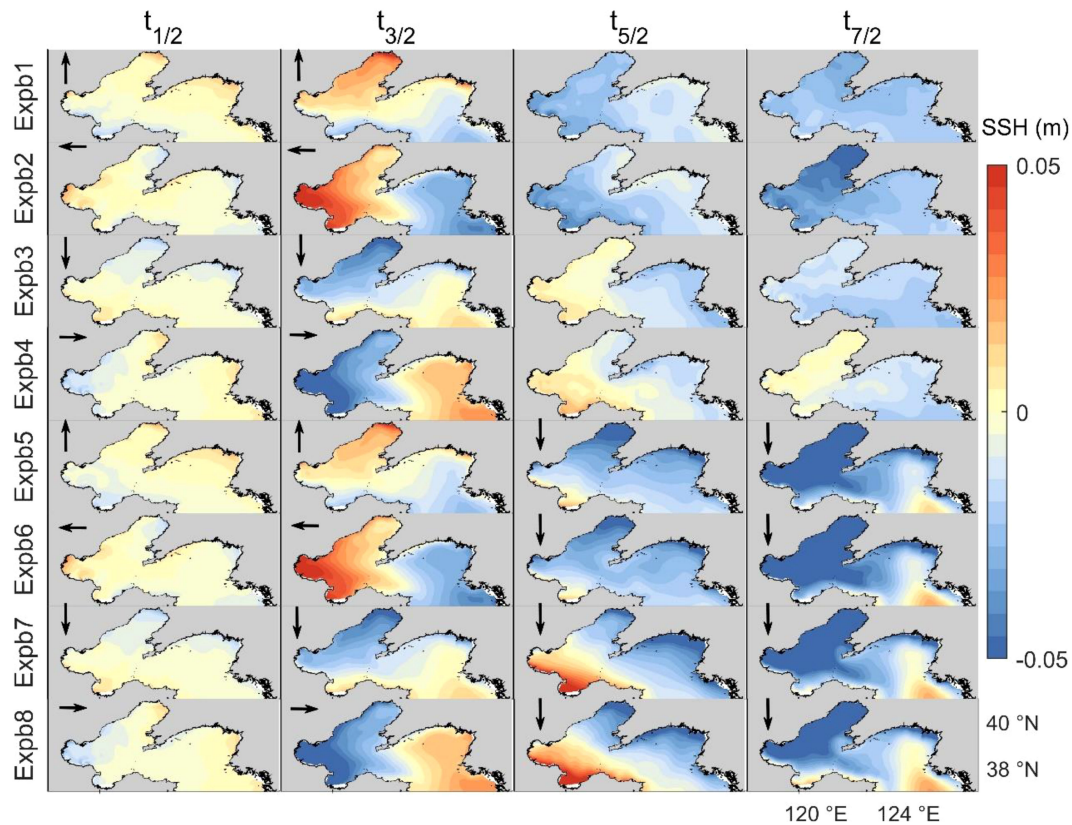 t1/2 t3/2 t5/2 t7/2
Expb1
Expb2
Expb3
Expb4
Expb5
Expb6
Expb7
Expb8
SSH (m)
0.05
0
-0.05
40 °N
38 °N
120 °E 124 °E